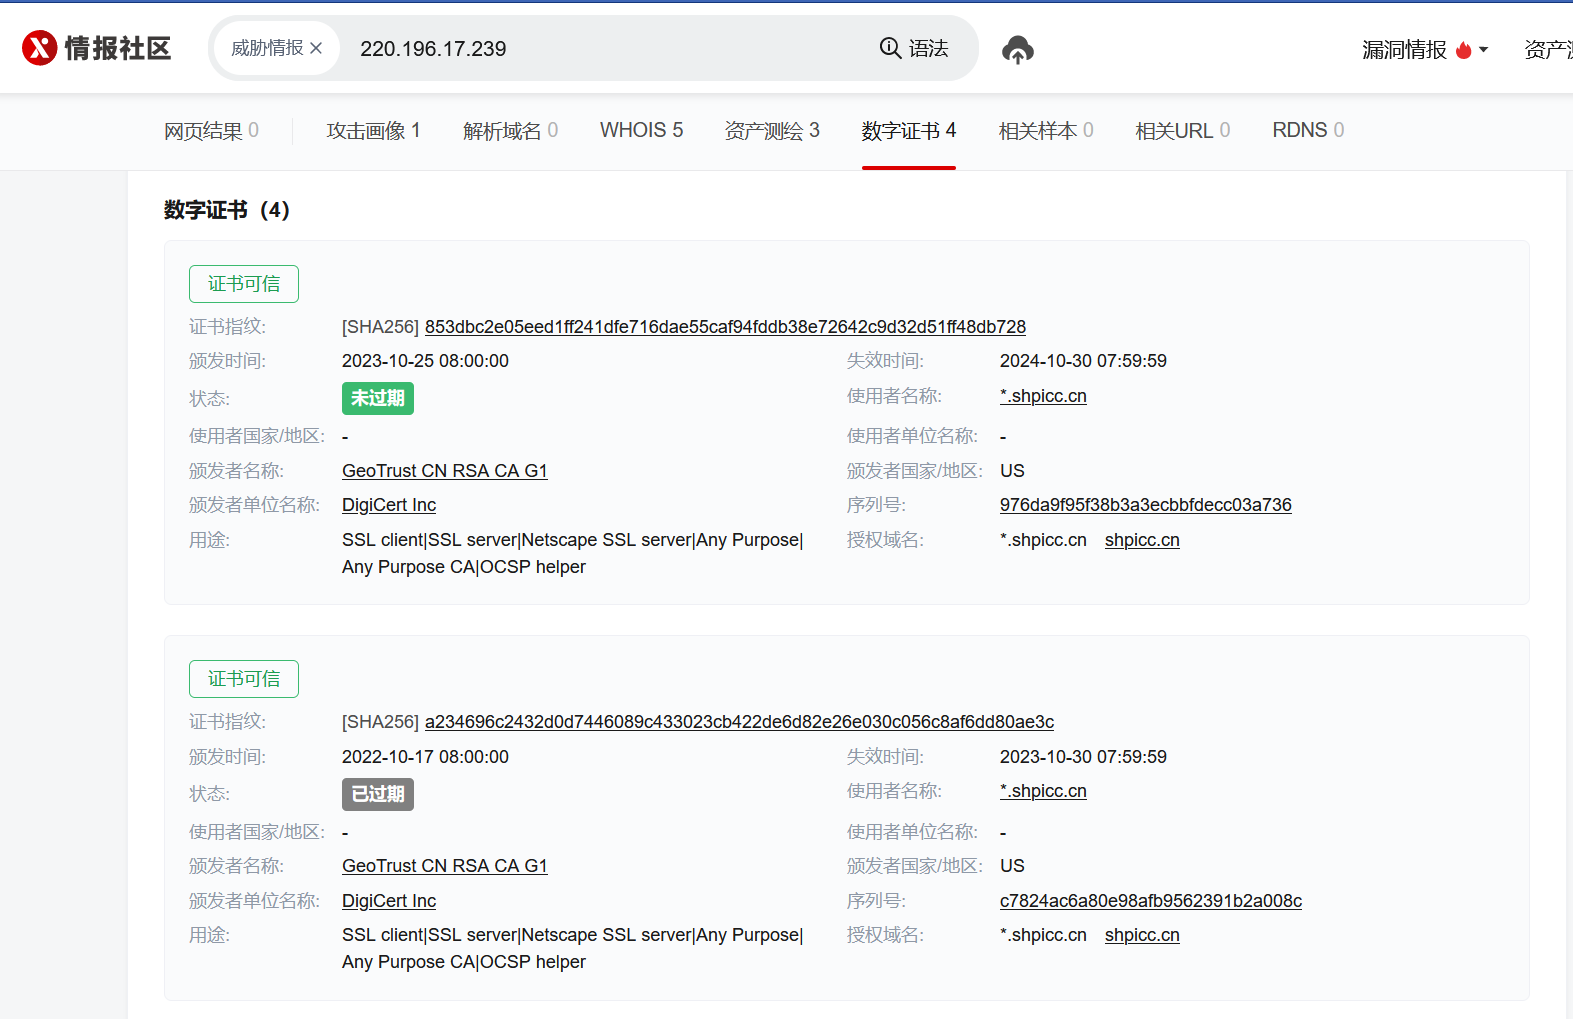 情报社区 威胁情报 × 220.196.17.239 语法 漏洞情报 资产测
网页结果 0 攻击画像 1 解析域名 0 WHOIS 5 资产测绘 3 数字证书 4 相关样本 0 相关URL 0 RDNS 0
数字证书（4）
证书可信
证书指纹: [SHA256] 853dbc2e05eed1ff241dfe716dae55caf94fddb38e72642c9d32d51ff48db728
颁发时间: 2023-10-25 08:00:00 失效时间: 2024-10-30 07:59:59
状态: 未过期 使用者名称: *.shpicc.cn
使用者国家/地区: - 使用者单位名称: -
颁发者名称: GeoTrust CN RSA CA G1 颁发者国家/地区: US
颁发者单位名称: DigiCert Inc 序列号: 976da9f95f38b3a3ecbbfdecc03a736
用途: SSL client|SSL server|Netscape SSL server|Any Purpose| 授权域名: *.shpicc.cn shpicc.cn
Any Purpose CA|OCSP helper
证书可信
证书指纹: [SHA256] a234696c2432d0d7446089c433023cb422de6d82e26e030c056c8af6dd80ae3c
颁发时间: 2022-10-17 08:00:00 失效时间: 2023-10-30 07:59:59
状态: 已过期 使用者名称: *.shpicc.cn
使用者国家/地区: - 使用者单位名称: -
颁发者名称: GeoTrust CN RSA CA G1 颁发者国家/地区: US
颁发者单位名称: DigiCert Inc 序列号: c7824ac6a80e98afb9562391b2a008c
用途: SSL client|SSL server|Netscape SSL server|Any Purpose| 授权域名: *.shpicc.cn shpicc.cn
Any Purpose CA|OCSP helper